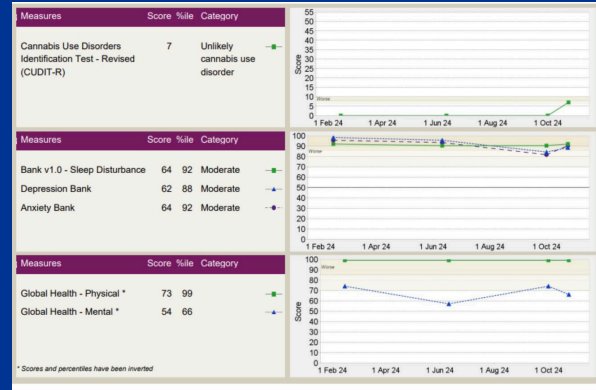 Measures Score %ile Category
Cannabis Use Disorders 7 Unlikely
Identification Test - Revised cannabis use
(CUDIT-R) disorder
55
50
45
40
35
30
25
20
15
10
5
0
Score
Worse
1 Feb 24 1 Apr 24 1 Jun 24 1 Aug 24 1 Oct 24
Measures Score %ile Category
Bank v1.0 - Sleep Disturbance 64 92 Moderate
Depression Bank 62 88 Moderate
Anxiety Bank 64 92 Moderate
100
90
80
70
60
50
40
30
20
10
0
Worse
1 Feb 24 1 Apr 24 1 Jun 24 1 Aug 24 1 Oct 24
Measures Score %ile Category
Global Health - Physical * 73 99
Global Health - Mental * 54 66
* Scores and percentiles have been inverted
100
90
80
70
60
50
40
30
20
10
0
Score
Worse
1 Feb 24 1 Apr 24 1 Jun 24 1 Aug 24 1 Oct 24